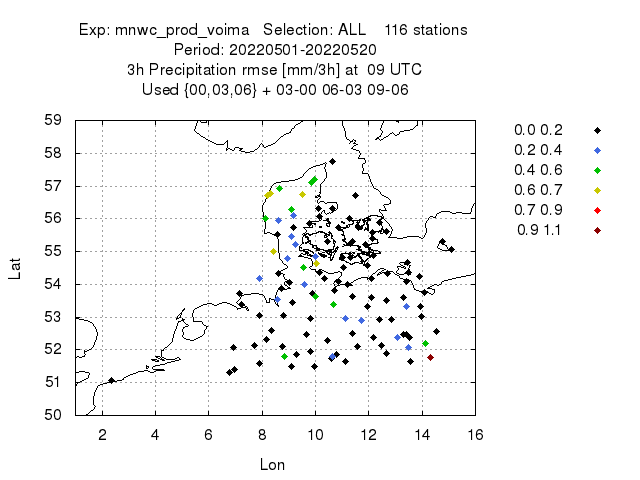 Exp: mnwc_prod_voima   Selection: ALL    116 stations
Period: 20220501-20220520
3h Precipitation rmse [mm/3h] at  09 UTC
Used {00,03,06} + 03-00 06-03 09-06
59
58
57
56
55
54
53
52
51
50
Lat
2 4 6 8 10 12 14 16
Lon
0.0 0.2
0.2 0.4
0.4 0.6
0.6 0.7
0.7 0.9
0.9 1.1